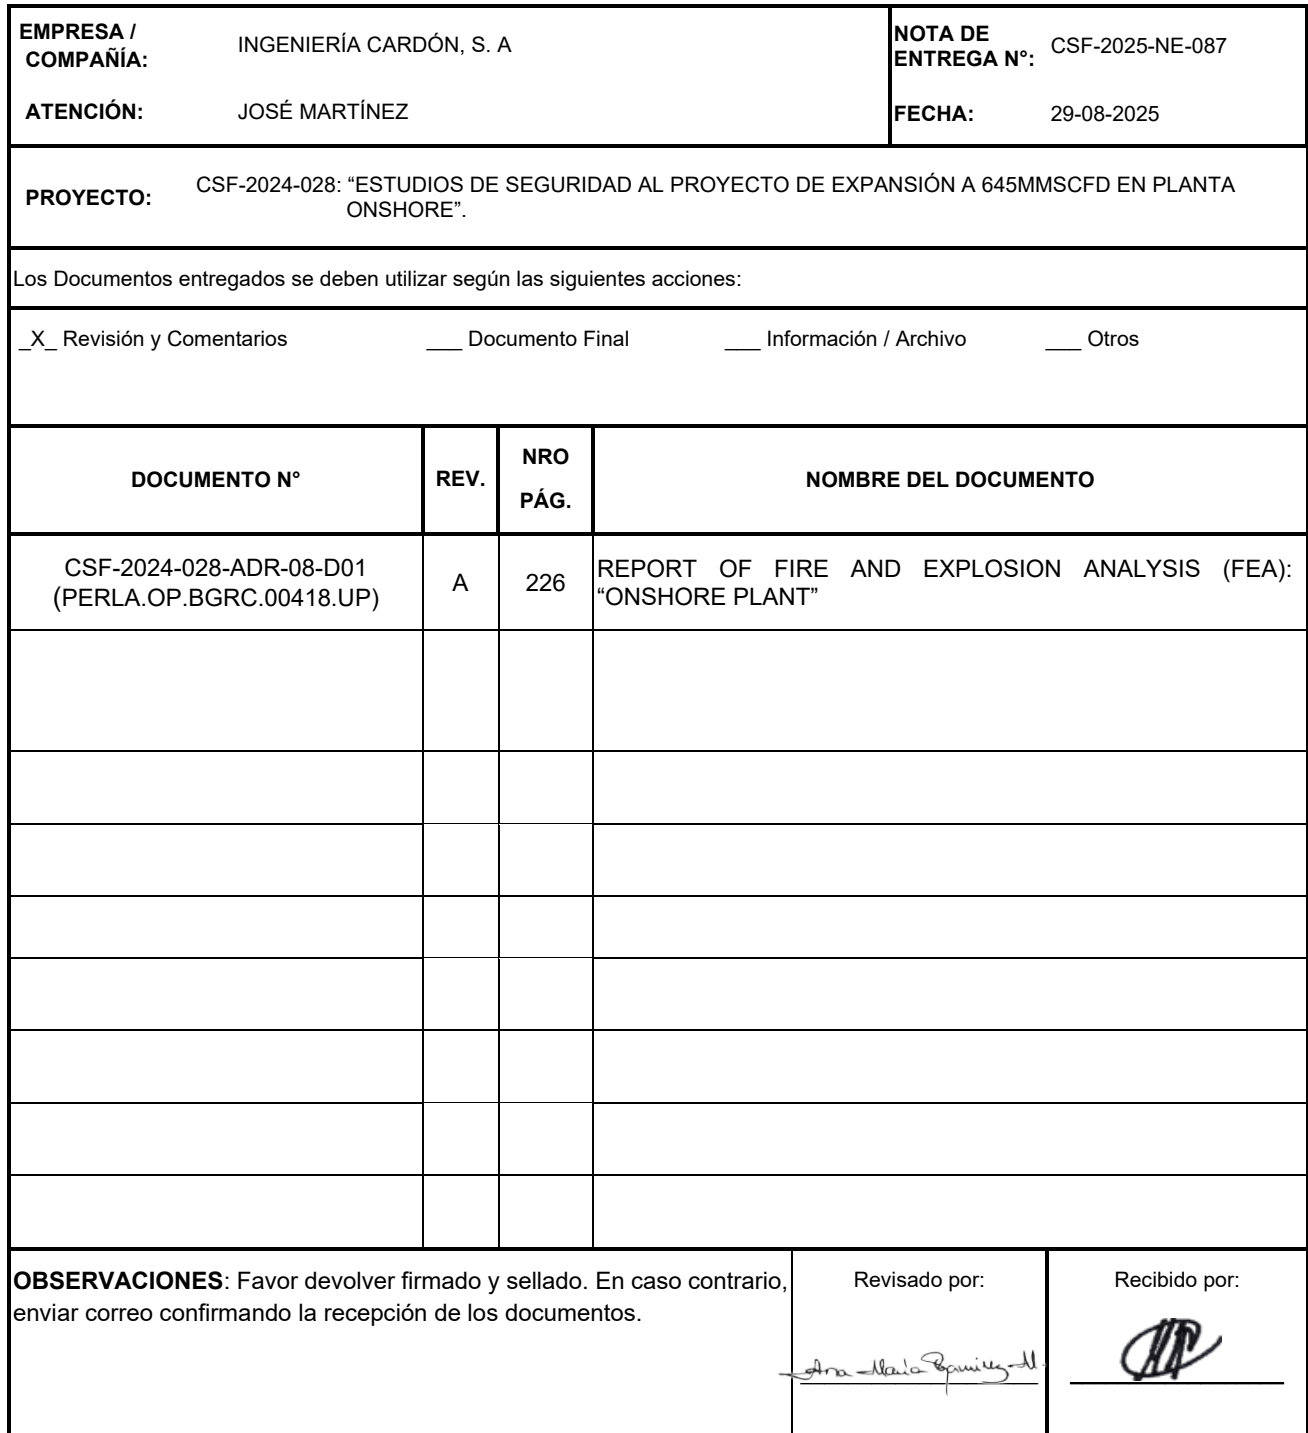 EMPRESA /
COMPAÑÍA:
INGENIERÍA CARDÓN, S. A
NOTA DE
ENTREGA N°:
CSF-2025-NE-087
ATENCIÓN:
JOSÉ MARTÍNEZ
FECHA:
29-08-2025
PROYECTO:
CSF-2024-028: “ESTUDIOS DE SEGURIDAD AL PROYECTO DE EXPANSIÓN A 645MMSCFD EN PLANTA
ONSHORE”.
Los Documentos entregados se deben utilizar según las siguientes acciones:
_X_ Revisión y Comentarios ___ Documento Final ___ Información / Archivo ___ Otros
DOCUMENTO N°
REV.
NRO
PÁG.
NOMBRE DEL DOCUMENTO
CSF-2024-028-ADR-08-D01
(PERLA.OP.BGRC.00418.UP)
A
226
REPORT OF FIRE AND EXPLOSION ANALYSIS (FEA):
“ONSHORE PLANT”
OBSERVACIONES: Favor devolver firmado y sellado. En caso contrario,
enviar correo confirmando la recepción de los documentos.
Revisado por:
Ana María Ramírez M.
Recibido por: